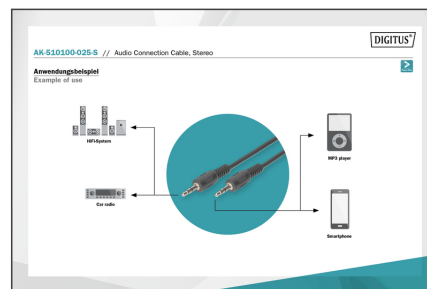 DIGITUS®
AK-510100-025-S // Audio Connection Cable, Stereo
Anwendungsbeispiel
Example of use
HiFi-System
MP3 player
Car radio
Smartphone